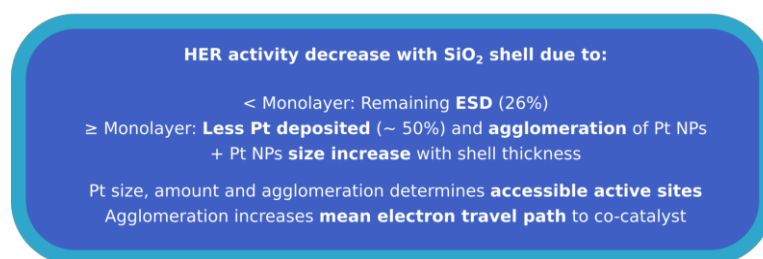 HER activity decrease with SiO₂ shell due to:
< Monolayer: Remaining ESD (26%)
≥ Monolayer: Less Pt deposited (~ 50%) and agglomeration of Pt NPs
+ Pt NPs size increase with shell thickness
Pt size, amount and agglomeration determines accessible active sites
Agglomeration increases mean electron travel path to co-catalyst